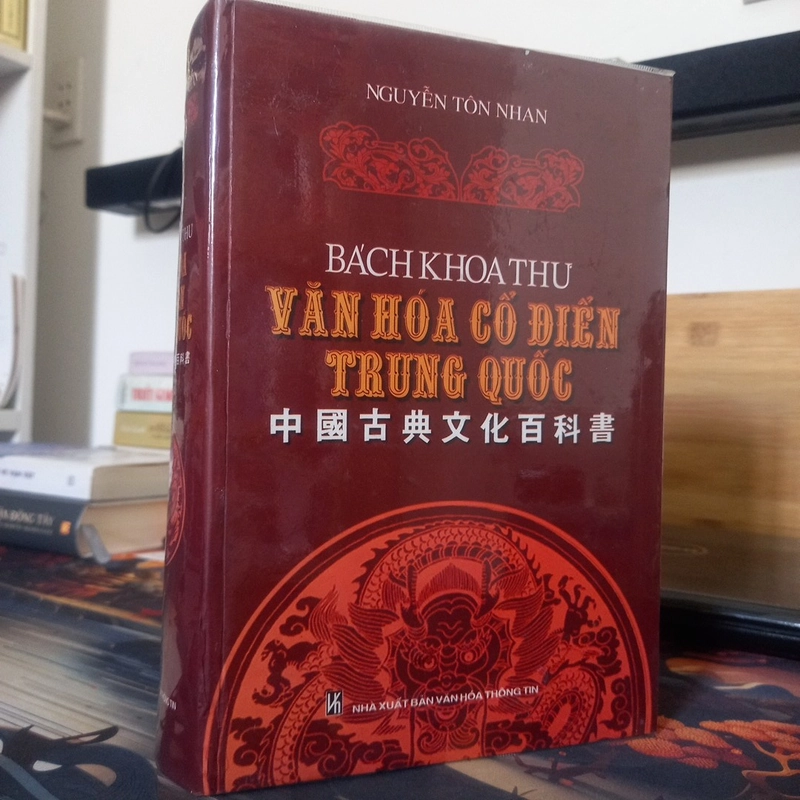 NGUYỄN TÔN NHAN
BÁCH KHOA THƯ
VĂN HÓA CỔ ĐIỂN
TRUNG QUỐC
中國古典文化百科書
NHÀ XUẤT BẢN VĂN HÓA THÔNG TIN